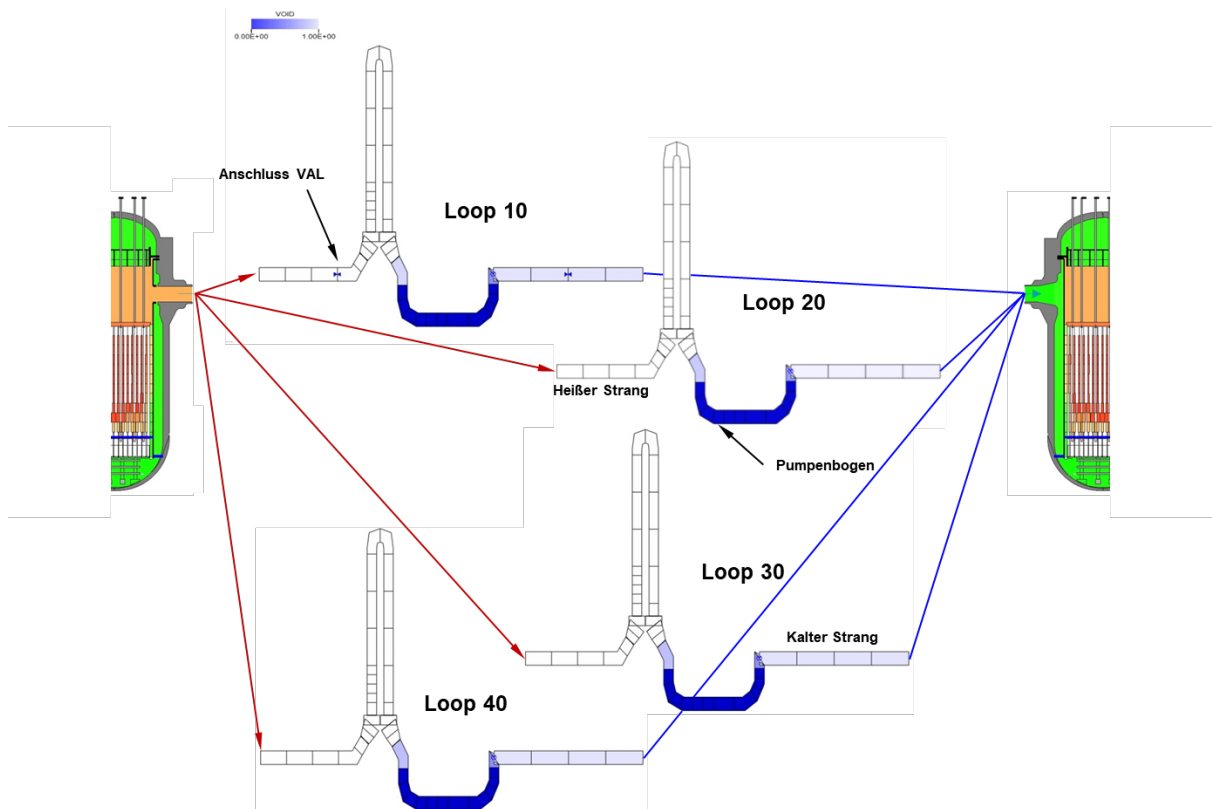 VOID
0.00E+00 1.00E+00
Anschluss VAL
Loop 10
Loop 20
Heißer Strang
Pumpenbogen
Loop 30
Kalter Strang
Loop 40